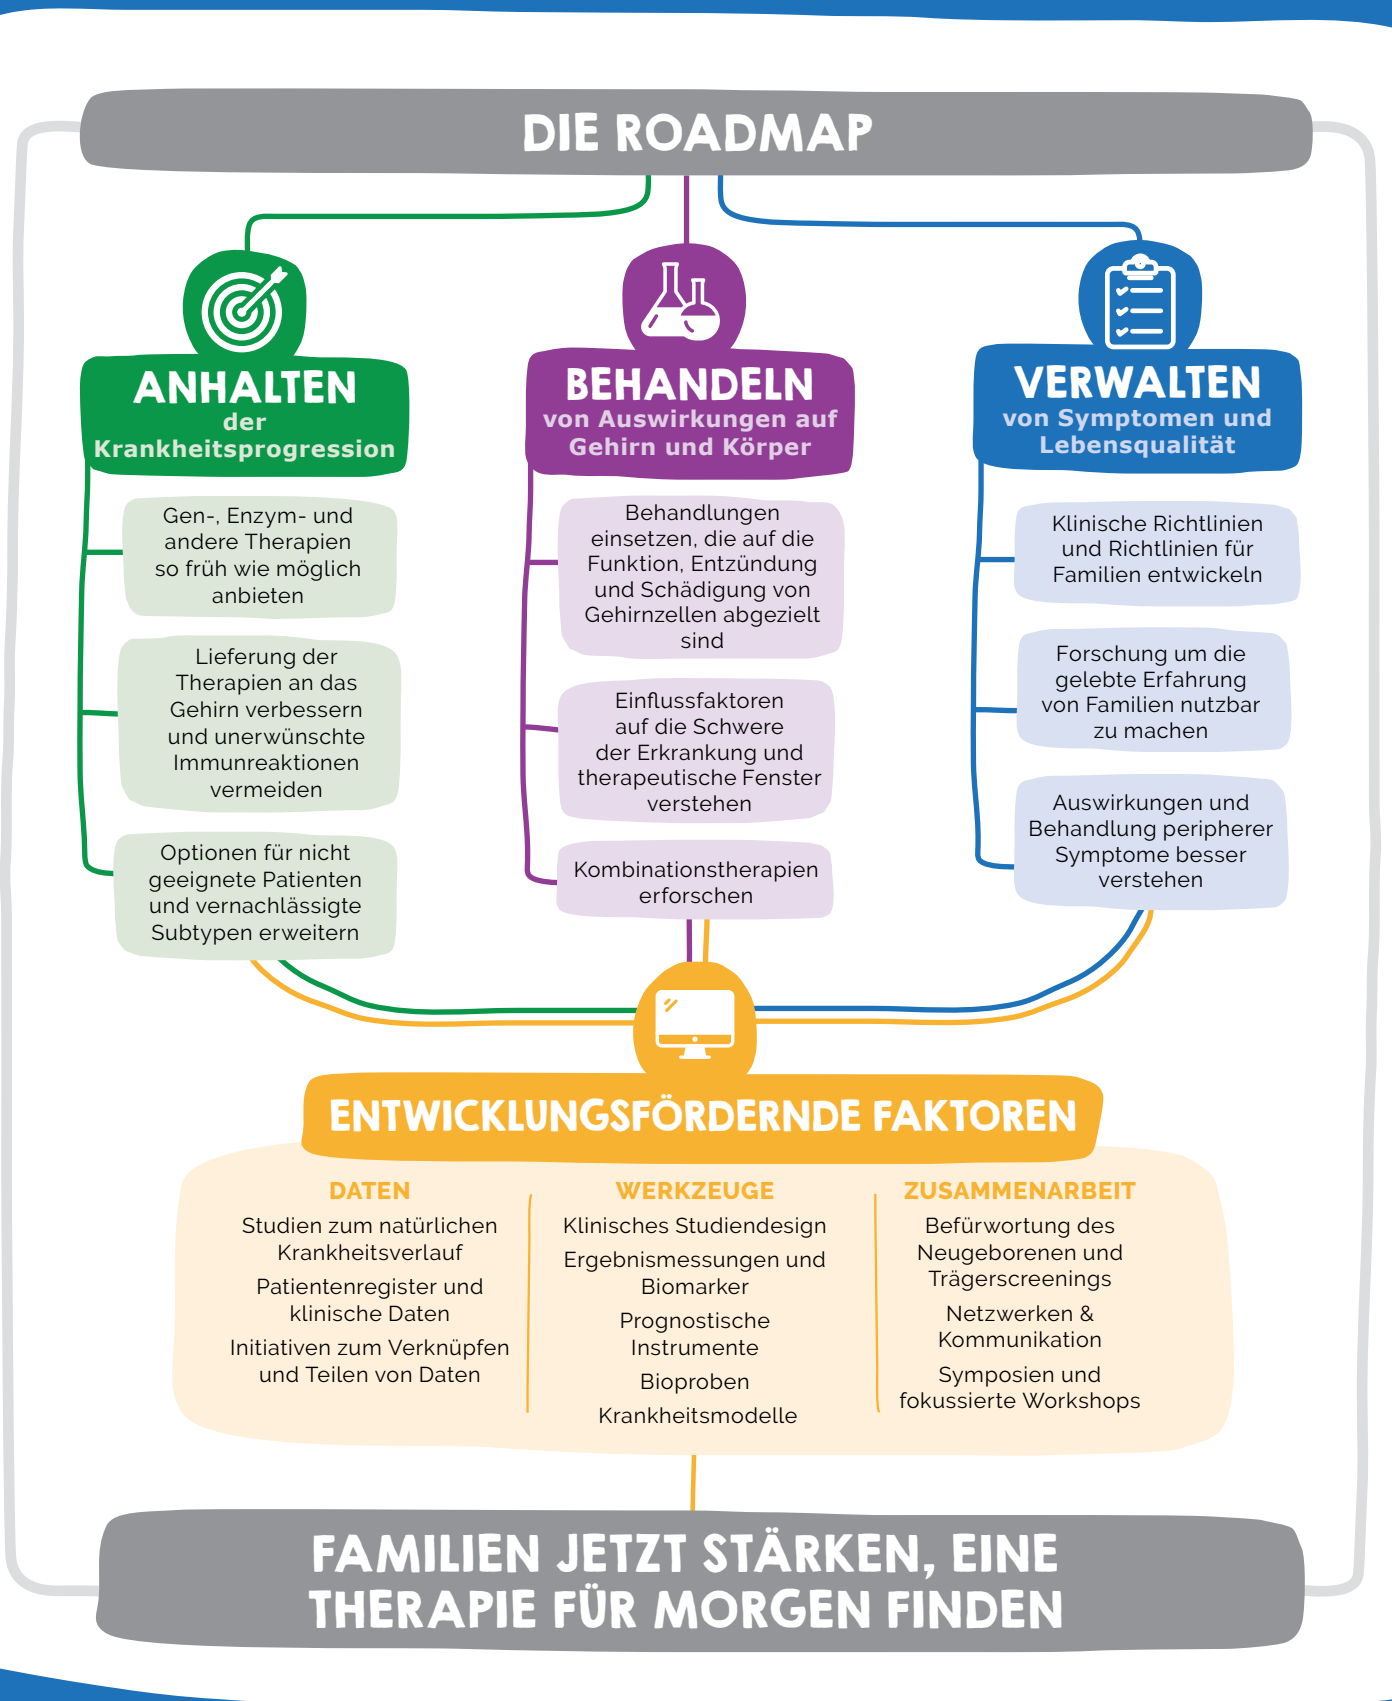 DIE ROADMAP
ANHALTEN
der
Krankheitsprogression
Gen-, Enzym- und
andere Therapien
so früh wie möglich
anbieten
Lieferung der
Therapien an das
Gehirn verbessern
und unerwünschte
Immunreaktionen
vermeiden
Optionen für nicht
geeignete Patienten
und vernachlässigte
Subtypen erweitern
BEHANDELN
von Auswirkungen auf
Gehirn und Körper
Behandlungen
einsetzen, die auf die
Funktion, Entzündung
und Schädigung von
Gehirnzellen abgezielt
sind
Einflussfaktoren
auf die Schwere
der Erkrankung und
therapeutische Fenster
verstehen
Kombinationstherapien
erforschen
VERWALTEN
von Symptomen und
Lebensqualität
Klinische Richtlinien
und Richtlinien für
Familien entwickeln
Forschung um die
gelebte Erfahrung
von Familien nutzbar
zu machen
Auswirkungen und
Behandlung peripherer
Symptome besser
verstehen
ENTWICKLUNGSFÖRDERNDE FAKTOREN
DATEN
Studien zum natürlichen
Krankheitsverlauf
Patientenregister und
klinische Daten
Initiativen zum Verknüpfen
und Teilen von Daten
WERKZEUGE
Klinisches Studiendesign
Ergebnismessungen und
Biomarker
Prognostische
Instrumente
Bioproben
Krankheitsmodelle
ZUSAMMENARBEIT
Befürwortung des
Neugeborenen und
Trägerscreenings
Netzwerken &
Kommunikation
Symposien und
fokussierte Workshops
FAMILIEN JETZT STÄRKEN, EINE
THERAPIE FÜR MORGEN FINDEN